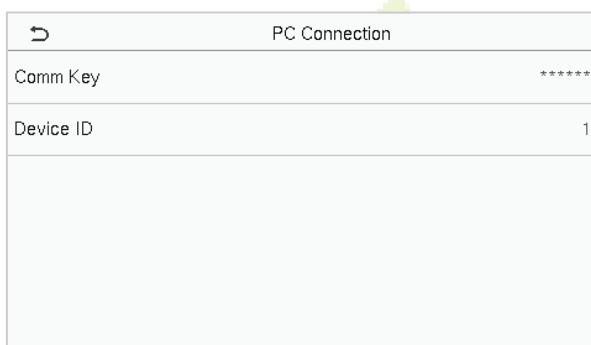 PC Connection
Comm Key ******
Device ID 1